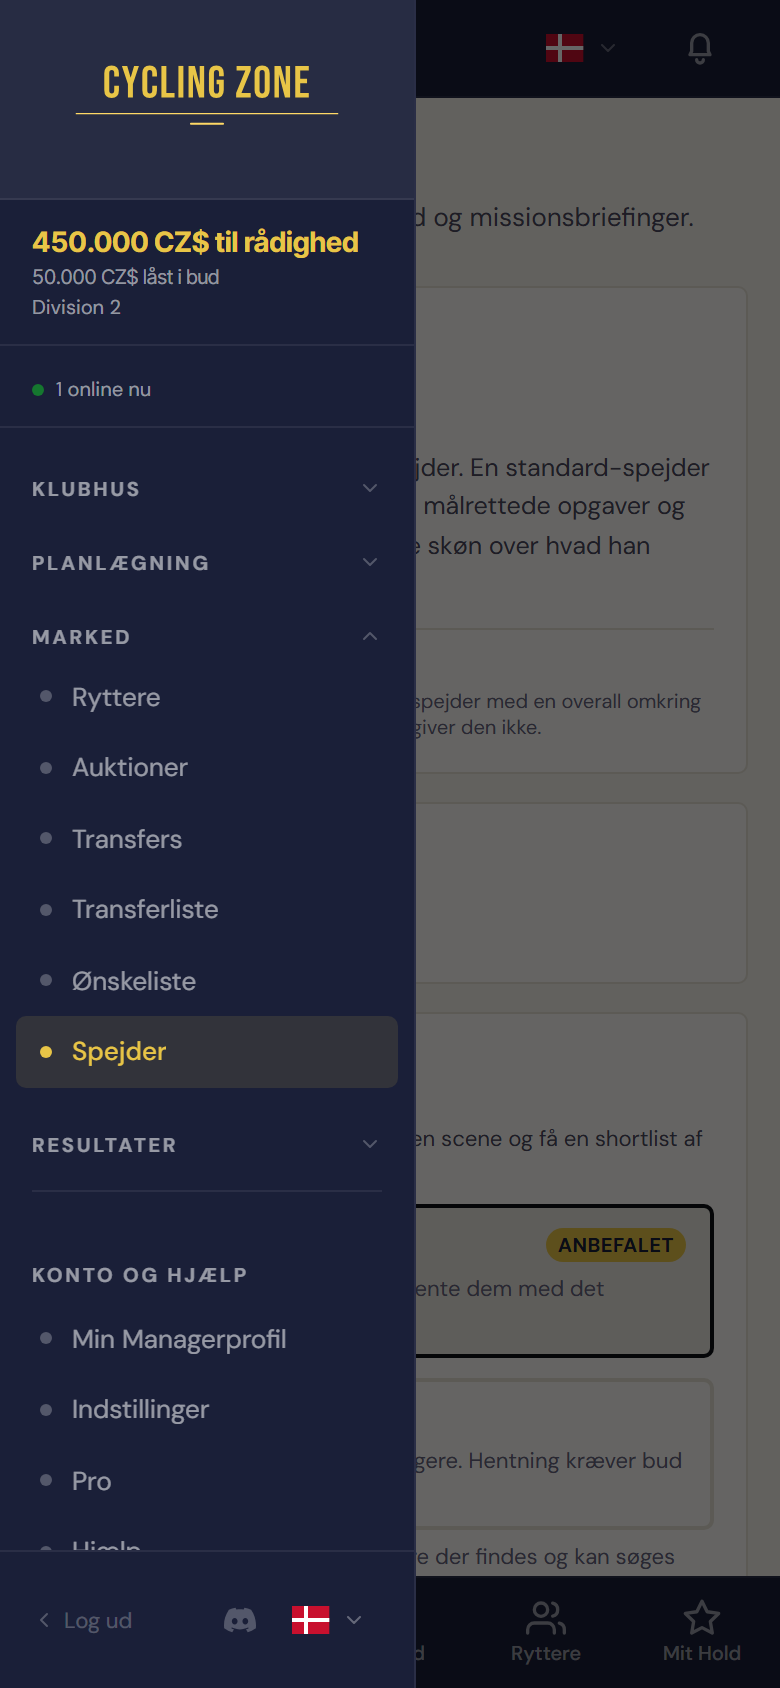 CYCLING ZONE
450.000 CZ$ til rådighed
50.000 CZ$ låst i bud
Division 2
1 online nu
KLUBHUS
PLANLÆGNING
MARKED
Ryttere
Auktioner
Transfers
Transferliste
Ønskeliste
Spejder
RESULTATER
KONTO OG HJÆLP
Min Managerprofil
Indstillinger
Pro
Hjælp
Log ud
og missionsbriefinger.
En standard-spejder
målrettede opgaver og
skøn over hvad han
spejder med en overall omkring
giver den ikke.
scene og få en shortlist af
ANBEFALET
dem med det
Hentning kræver bud
der findes og kan søges
Ryttere
Mit Hold